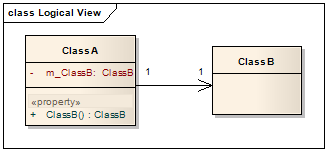 class Logical View
ClassA
- m_ClassB: ClassB
«property»
+ ClassB() : ClassB
1
1
ClassB